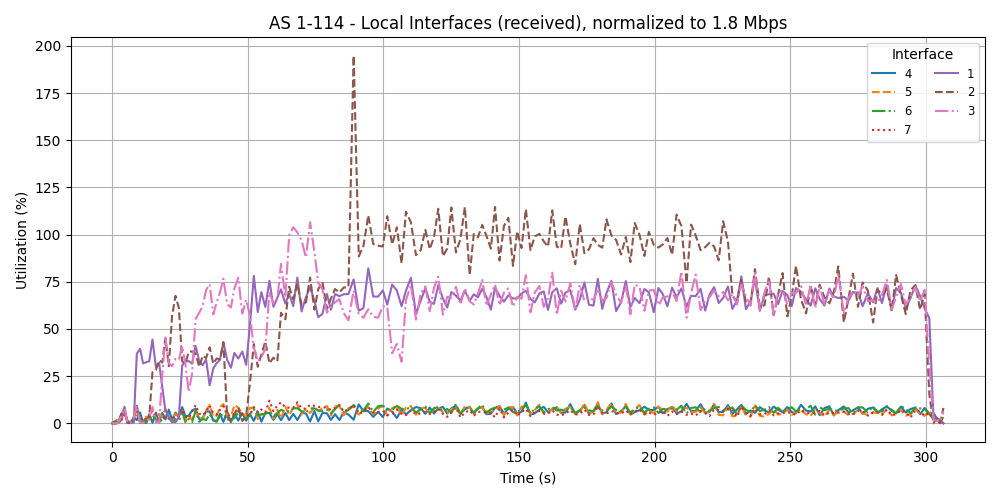 AS 1-114 - Local Interfaces (received), normalized to 1.8 Mbps
Utilization (%)
200
175
150
125
100
75
50
25
0
0 50 100 150 200 250 300
Time (s)
Interface
4 1
5 2
6 3
7